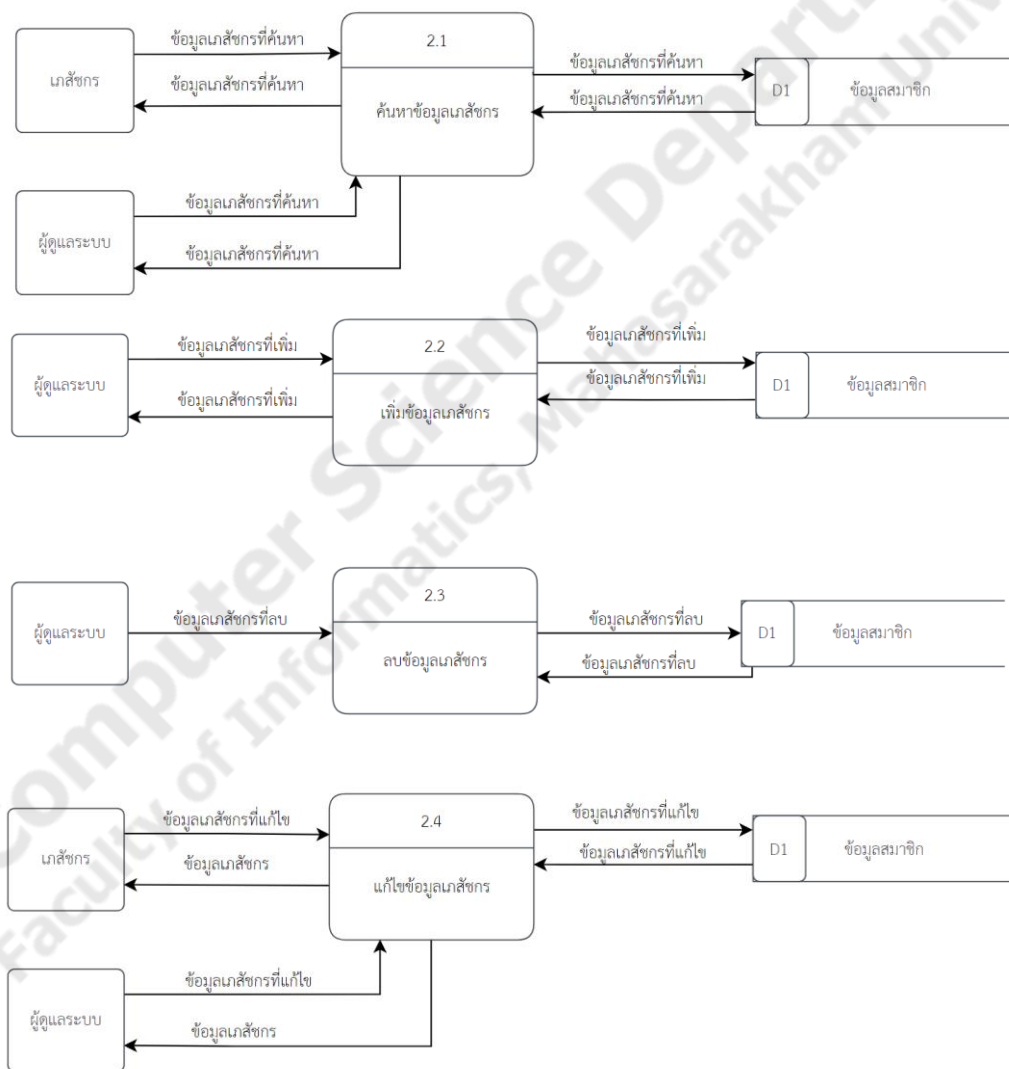 ข้อมูลเภสัชกรที่ค้นหา
2.1
ข้อมูลเภสัชกรที่ค้นหา
เภสัชกร
ข้อมูลเภสัชกรที่ค้นหา
D1
ข้อมูลสมาชิก
ข้อมูลเภสัชกรที่ค้นหา
ค้นหาข้อมูลเภสัชกร
ข้อมูลเภสัชกรที่ค้นหา
ผู้ดูแลระบบ
ข้อมูลเภสัชกรที่ค้นหา
ข้อมูลเภสัชกรที่เพิ่ม
2.2
ข้อมูลเภสัชกรที่เพิ่ม
ผู้ดูแลระบบ
ข้อมูลเภสัชกรที่เพิ่ม
ข้อมูลเภสัชกรที่เพิ่ม
D1
ข้อมูลสมาชิก
เพิ่มข้อมูลเภสัชกร
2.3
ผู้ดูแลระบบ
ข้อมูลเภสัชกรที่ลบ
ข้อมูลเภสัชกรที่ลบ
D1
ข้อมูลสมาชิก
ลบข้อมูลเภสัชกร
ข้อมูลเภสัชกรที่ลบ
ข้อมูลเภสัชกรที่แก้ไข
2.4
ข้อมูลเภสัชกรที่แก้ไข
เภสัชกร
ข้อมูลเภสัชกร
ข้อมูลเภสัชกรที่แก้ไข
D1
ข้อมูลสมาชิก
แก้ไขข้อมูลเภสัชกร
ข้อมูลเภสัชกรที่แก้ไข
ผู้ดูแลระบบ
ข้อมูลเภสัชกร
Computer Science
Faculty of Informatics, Mahasarakham